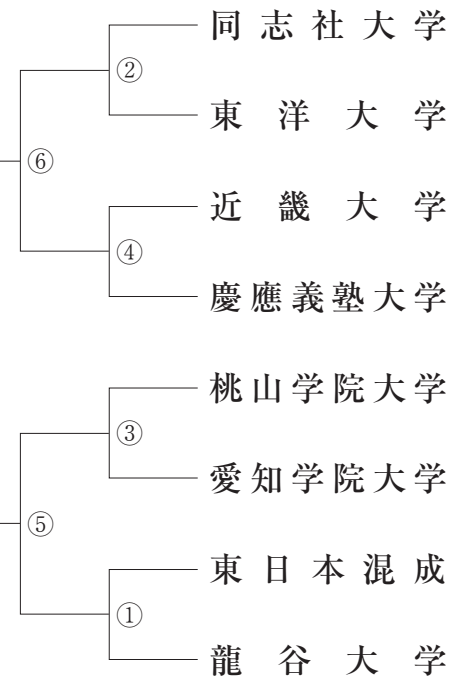 同志社大学
②
東洋大学
⑥
近畿大学
④
慶應義塾大学
桃山学院大学
③
愛知学院大学
⑤
東日本混成
①
龍谷大学